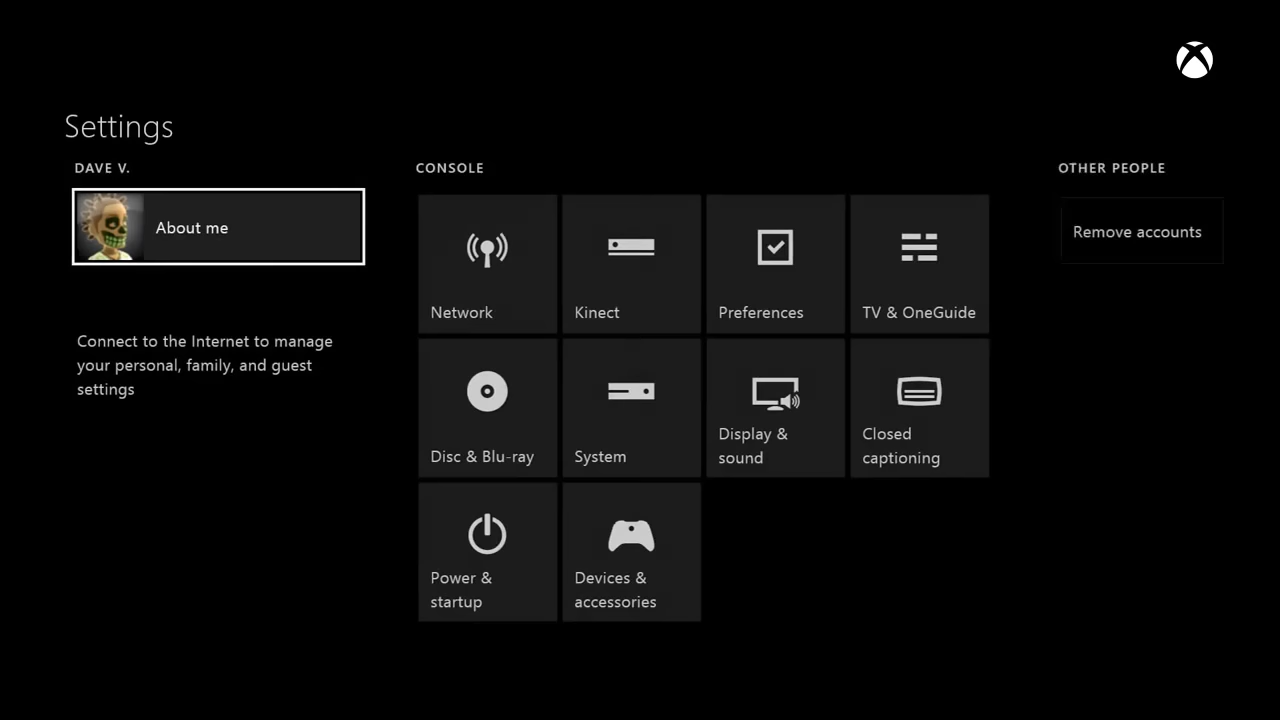 Settings
DAVE V.
About me
Connect to the Internet to manage
your personal, family, and guest
settings
CONSOLE
Network
Kinect
Preferences
TV & OneGuide
Disc & Blu-ray
System
Display &
sound
Closed
captioning
Power &
startup
Devices &
accessories
OTHER PEOPLE
Remove accounts